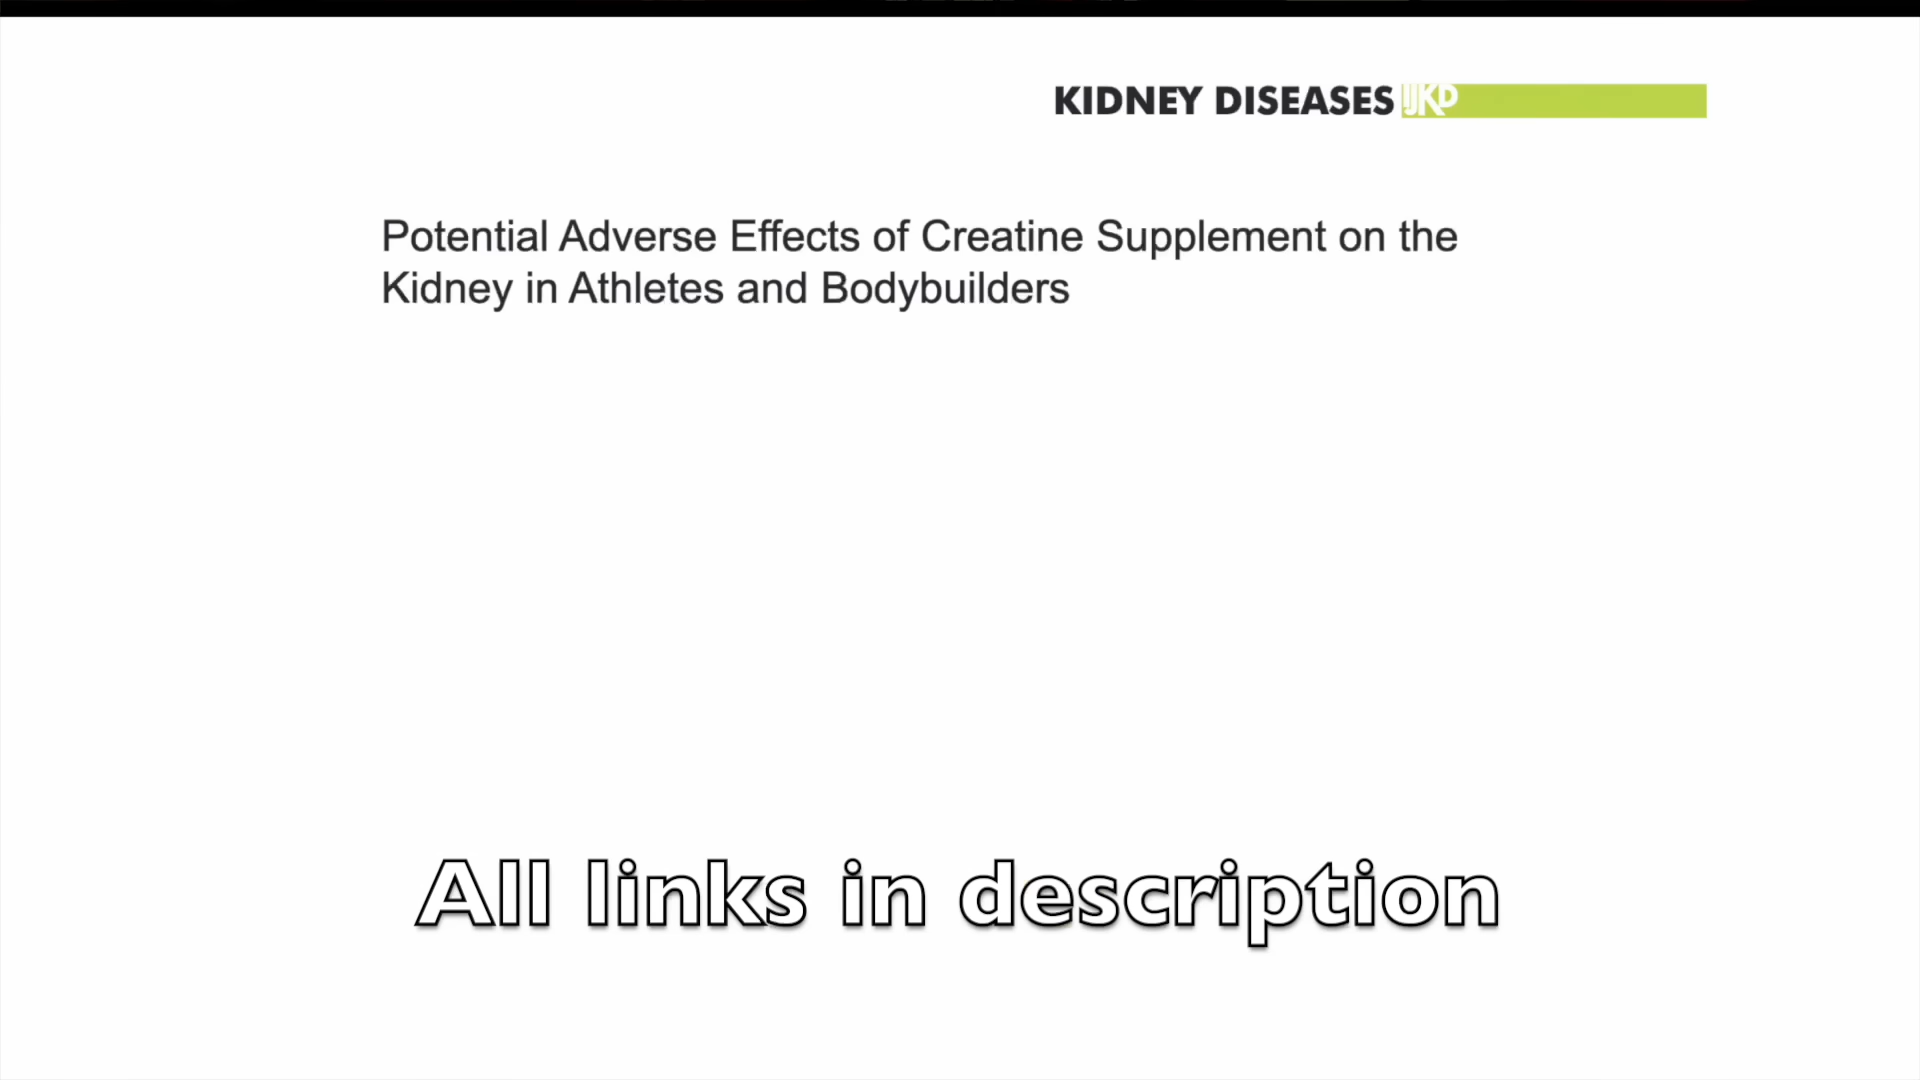 KIDNEY DISEASES IJKD
Potential Adverse Effects of Creatine Supplement on the
Kidney in Athletes and Bodybuilders
All links in description